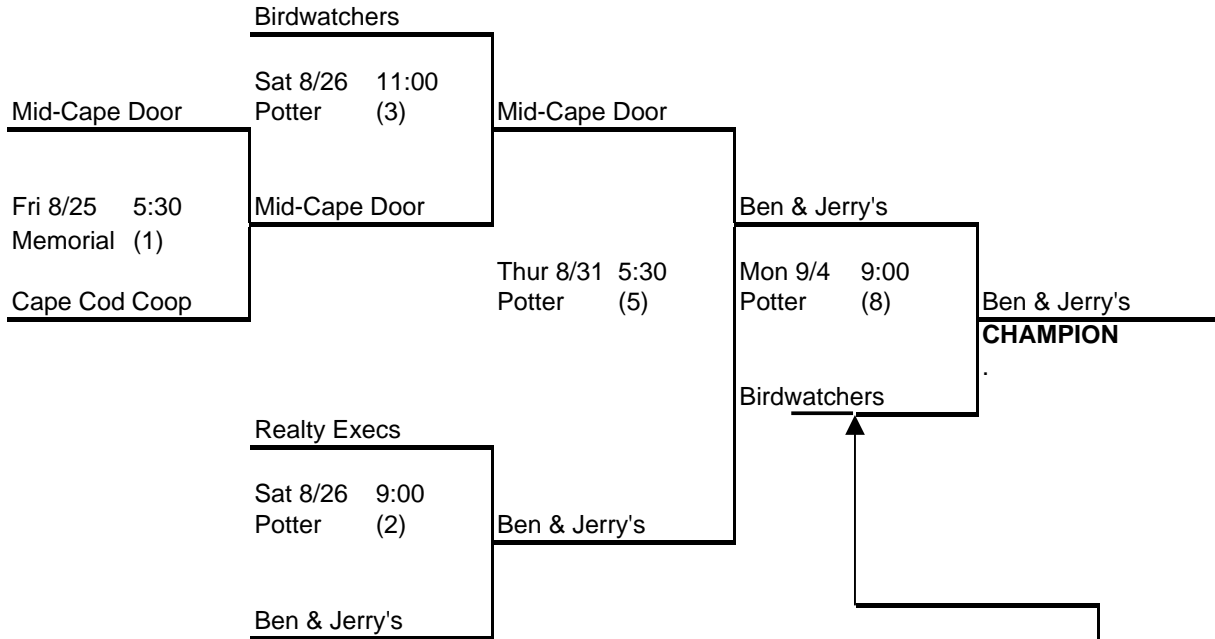 Birdwatchers
Sat 8/26 11:00
Mid-Cape Door Potter (3) Mid-Cape Door
Fri 8/25 5:30 Mid-Cape Door Ben & Jerry's
Memorial (1)
Thur 8/31 5:30 Mon 9/4 9:00
Cape Cod Coop Potter (5) Potter (8) Ben & Jerry's
CHAMPION
.
Birdwatchers
Realty Execs
Sat 8/26 9:00
Potter (2) Ben & Jerry's
Ben & Jerry's